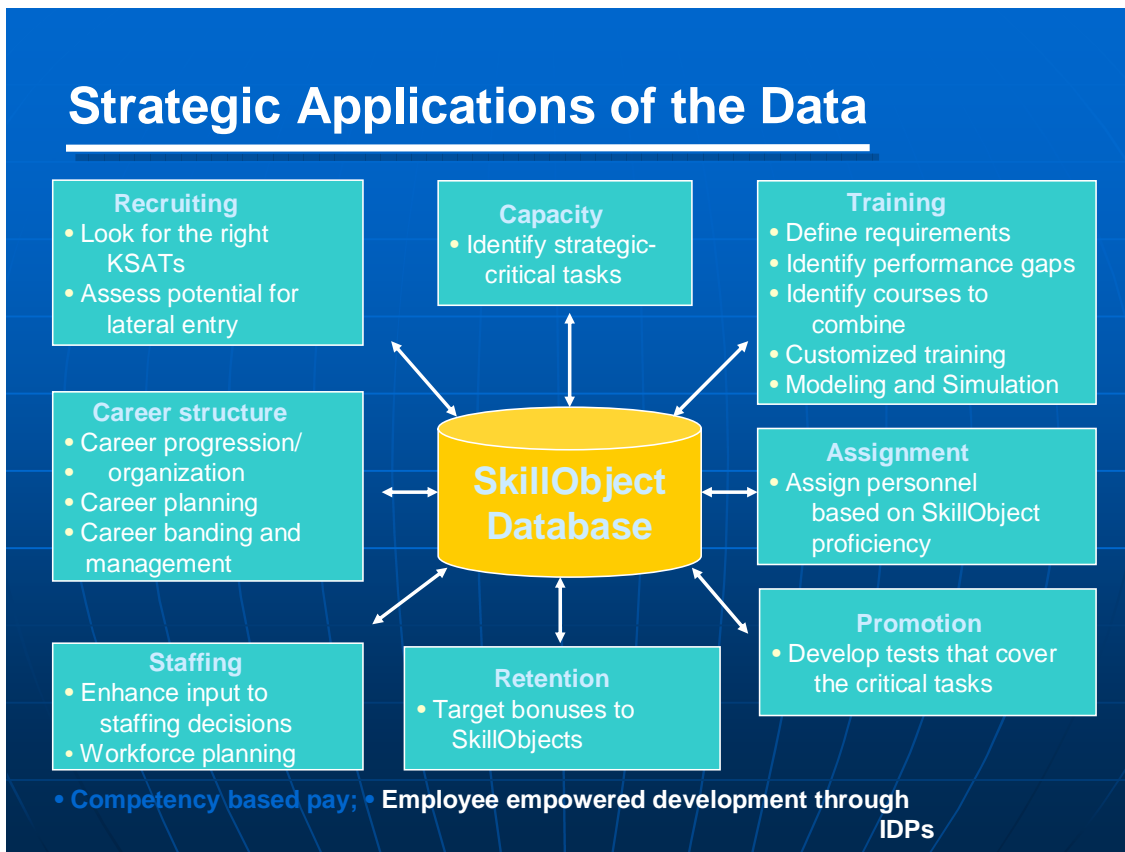 Strategic Applications of the Data
Recruiting
• Look for the right
KSATs
• Assess potential for
lateral entry
Capacity
• Identify strategic-
critical tasks
Training
• Define requirements
• Identify performance gaps
• Identify courses to
combine
• Customized training
• Modeling and Simulation
Career structure
• Career progression/
• organization
• Career planning
• Career banding and
management
SkillObject
Database
Assignment
• Assign personnel
based on SkillObject
proficiency
Staffing
• Enhance input to
staffing decisions
• Workforce planning
Retention
• Target bonuses to
SkillObjects
Promotion
• Develop tests that cover
the critical tasks
• Competency based pay; • Employee empowered development through
IDPs